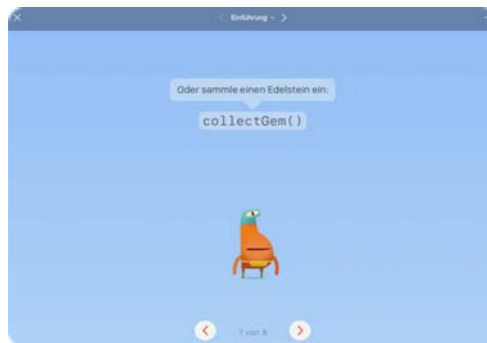 Einführung
Oder sammle einen Edelstein ein:
collectGem()
7 von 8